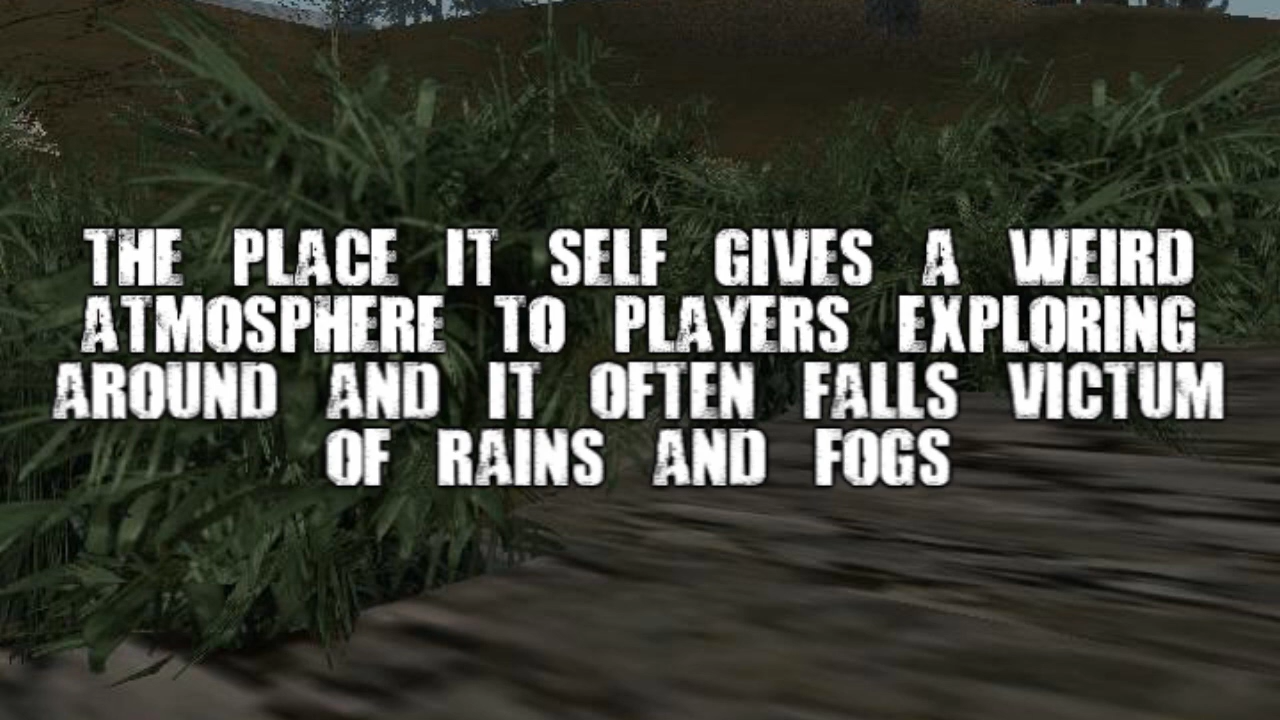 THE PLACE IT SELF GIVES A WEIRD
ATMOSPHERE TO PLAYERS EXPLORING
AROUND AND IT OFTEN FALLS VICTUM
OF RAINS AND FOGS